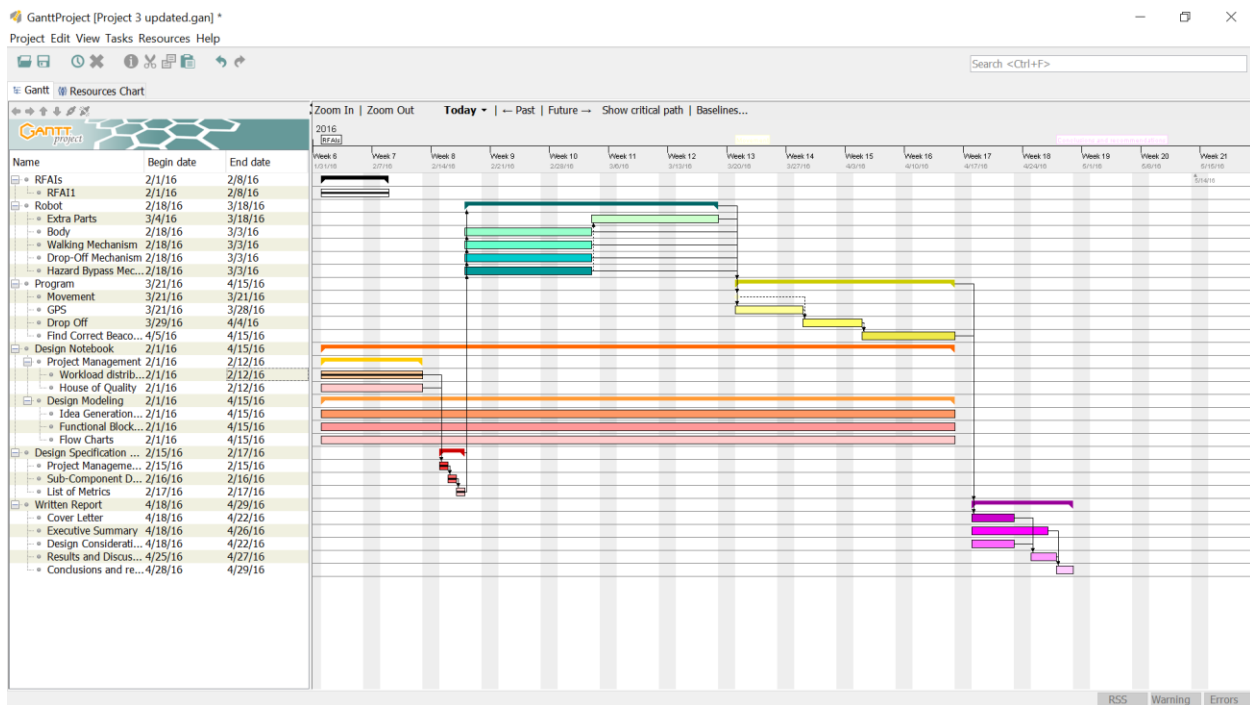 GanttProject [Project 3 updated.gan] *
Project Edit View Tasks Resources Help
Search <Ctrl+F>
Gantt Resources Chart
Zoom In | Zoom Out Today | ← Past | Future → Show critical path | Baselines...
GANTT project
2016
RFAIs
Name Begin date End date
Week 6 Week 7 Week 8 Week 9 Week 10 Week 11 Week 12 Week 13 Week 14 Week 15 Week 16 Week 17 Week 18 Week 19 Week 20 Week 21
1/31/16 2/7/16 2/14/16 2/21/16 2/28/16 3/6/16 3/13/16 3/20/16 3/27/16 4/3/16 4/10/16 4/17/16 4/24/16 5/1/16 5/8/16 5/15/16
5/14/16
RFAIs 2/1/16 2/8/16
RFAI1 2/1/16 2/8/16
Robot 2/18/16 3/18/16
Extra Parts 3/4/16 3/18/16
Body 2/18/16 3/3/16
Walking Mechanism 2/18/16 3/3/16
Drop-Off Mechanism 2/18/16 3/3/16
Hazard Bypass Mec... 2/18/16 3/3/16
Program 3/21/16 4/15/16
Movement 3/21/16 3/21/16
GPS 3/21/16 3/28/16
Drop Off 3/29/16 4/4/16
Find Correct Beaco... 4/5/16 4/15/16
Design Notebook 2/1/16 4/15/16
Project Management 2/1/16 2/12/16
Workload distrib... 2/1/16 2/12/16
House of Quality 2/1/16 2/12/16
Design Modeling 2/1/16 4/15/16
Idea Generation... 2/1/16 4/15/16
Functional Block... 2/1/16 4/15/16
Flow Charts 2/1/16 4/15/16
Design Specification ... 2/15/16 2/17/16
Project Manageme... 2/15/16 2/15/16
Sub-Component D... 2/16/16 2/16/16
List of Metrics 2/17/16 2/17/16
Written Report 4/18/16 4/29/16
Cover Letter 4/18/16 4/22/16
Executive Summary 4/18/16 4/26/16
Design Considerati... 4/18/16 4/22/16
Results and Discus... 4/25/16 4/27/16
Conclusions and re... 4/28/16 4/29/16
RSS Warning Errors